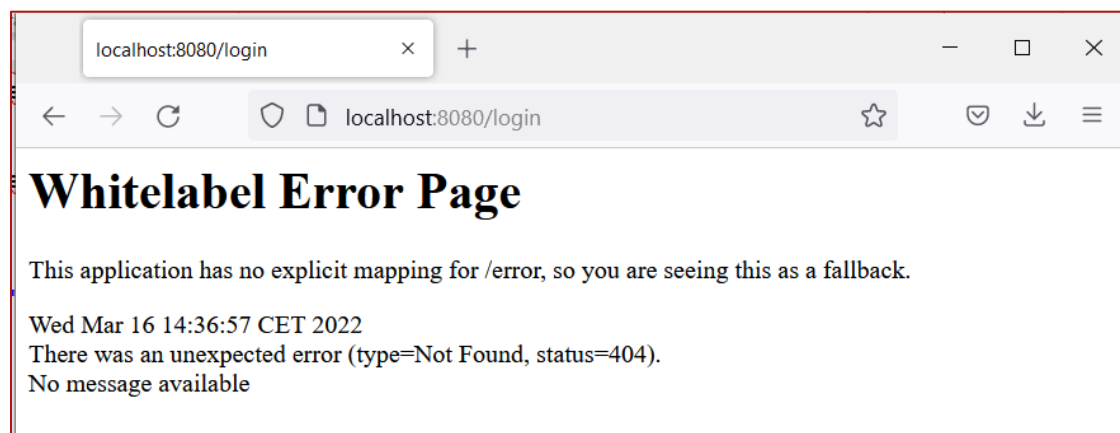 localhost:8080/login
localhost:8080/login
Whitelabel Error Page
This application has no explicit mapping for /error, so you are seeing this as a fallback.
Wed Mar 16 14:36:57 CET 2022
There was an unexpected error (type=Not Found, status=404).
No message available